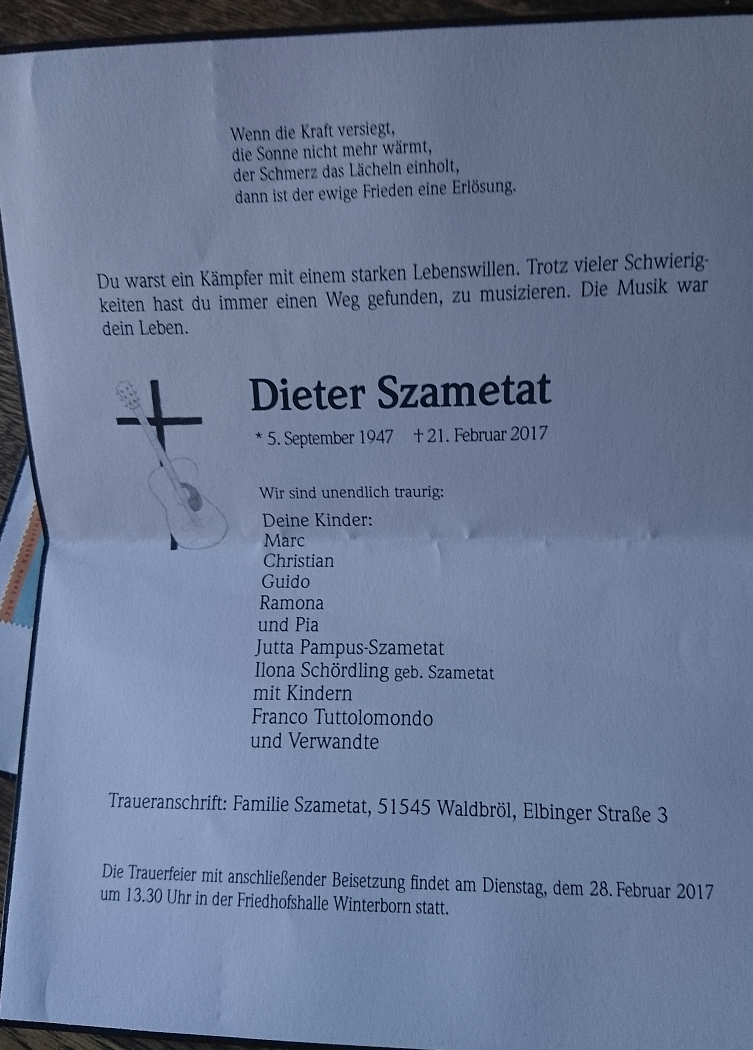 Wenn die Kraft versiegt,
die Sonne nicht mehr wärmt,
der Schmerz das Lächeln einholt,
dann ist der ewige Frieden eine Erlösung.
Du warst ein Kämpfer mit einem starken Lebenswillen. Trotz vieler Schwierig-
keiten hast du immer einen Weg gefunden, zu musizieren. Die Musik war
dein Leben.
Dieter Szametat
* 5. September 1947 † 21. Februar 2017
Wir sind unendlich traurig:
Deine Kinder:
Marc
Christian
Guido
Ramona
und Pia
Jutta Pampus-Szametat
Ilona Schördling geb. Szametat
mit Kindern
Franco Tuttolomondo
und Verwandte
Traueranschrift: Familie Szametat, 51545 Waldbröl, Elbinger Straße 3
Die Trauerfeier mit anschließender Beisetzung findet am Dienstag, dem 28. Februar 2017
um 13.30 Uhr in der Friedhofshalle Winterborn statt.